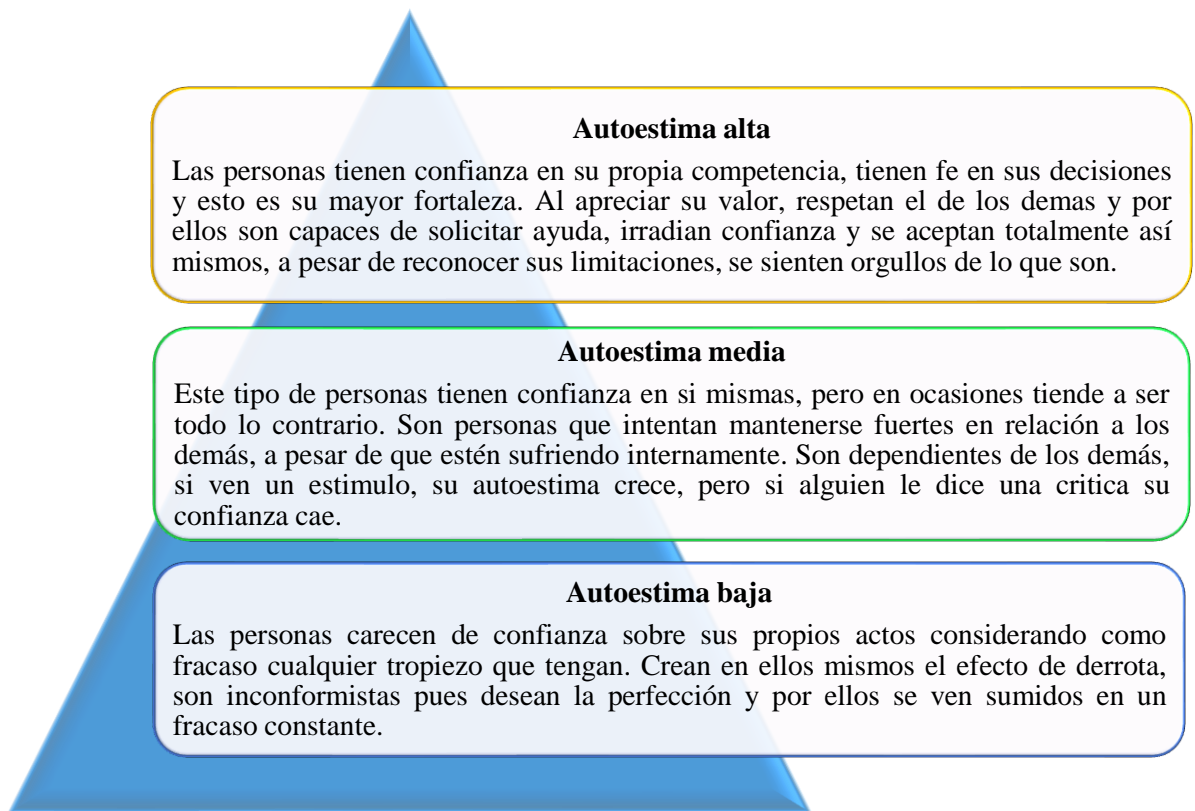 Autoestima alta
Las personas tienen confianza en su propia competencia, tienen fe en sus decisiones
y esto es su mayor fortaleza. Al apreciar su valor, respetan el de los demas y por
ellos son capaces de solicitar ayuda, irradian confianza y se aceptan totalmente así
mismos, a pesar de reconocer sus limitaciones, se sienten orgullos de lo que son.
Autoestima media
Este tipo de personas tienen confianza en si mismas, pero en ocasiones tiende a ser
todo lo contrario. Son personas que intentan mantenerse fuertes en relación a los
demás, a pesar de que estén sufriendo internamente. Son dependientes de los demás,
si ven un estimulo, su autoestima crece, pero si alguien le dice una critica su
confianza cae.
Autoestima baja
Las personas carecen de confianza sobre sus propios actos considerando como
fracaso cualquier tropiezo que tengan. Crean en ellos mismos el efecto de derrota,
son inconformistas pues desean la perfección y por ellos se ven sumidos en un
fracaso constante.